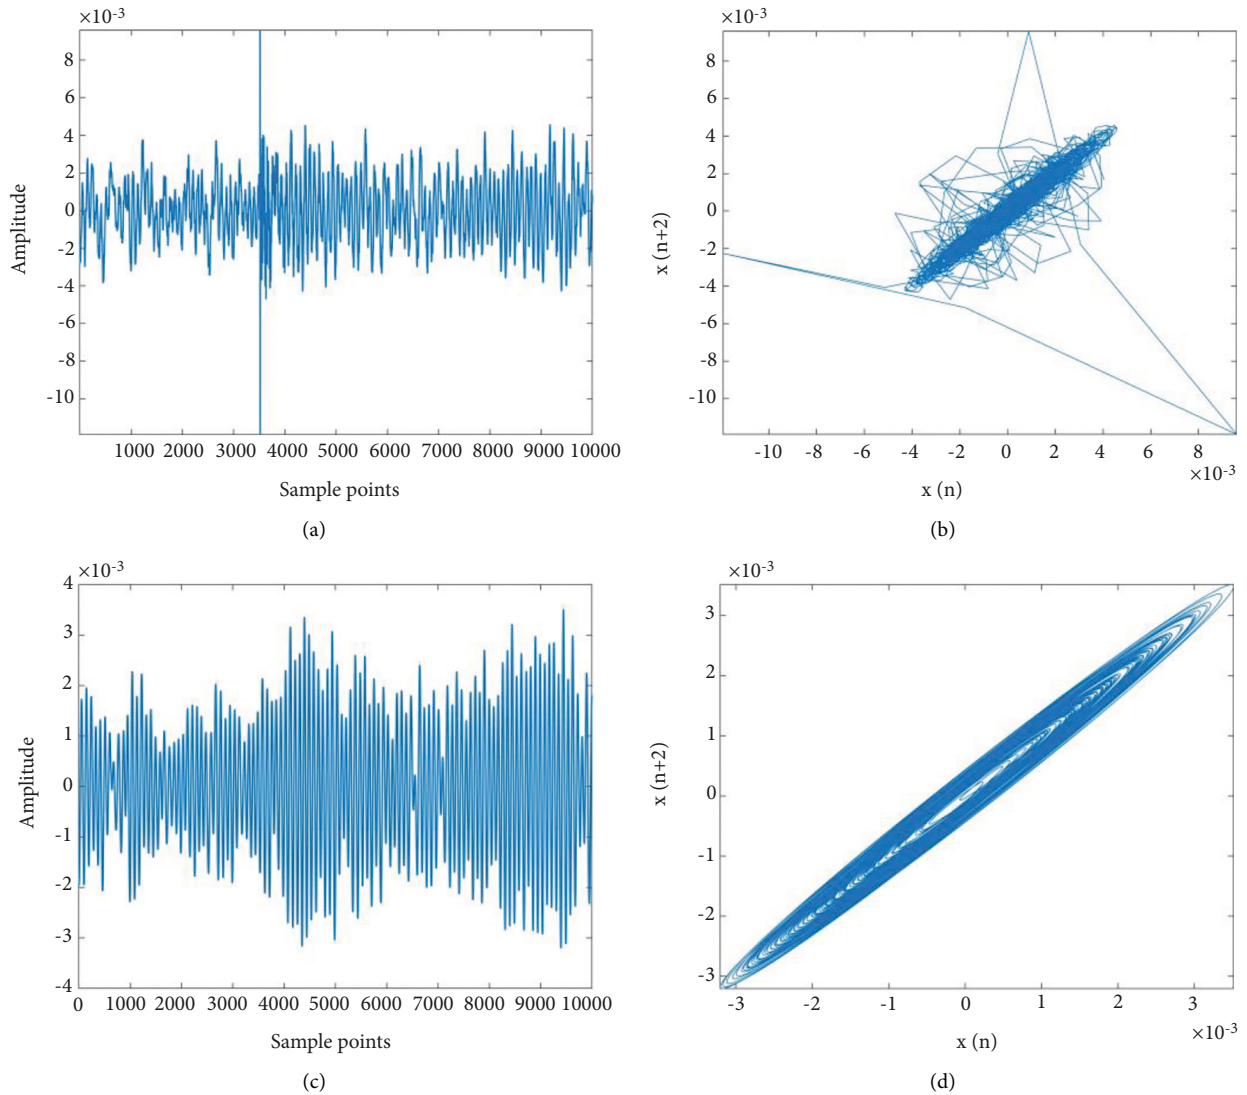 ×10-3
8
6
4
2
0
-2
-4
-6
-8
-10
Amplitude
1000 2000 3000 4000 5000 6000 7000 8000 9000 10000
Sample points
(a)
×10-3
8
6
4
2
0
-2
-4
-6
-8
-10
x (n+2)
-10 -8 -6 -4 -2 0 2 4 6 8
×10-3
x (n)
(b)
×10-3
4
3
2
1
0
-1
-2
-3
-4
Amplitude
0 1000 2000 3000 4000 5000 6000 7000 8000 9000 10000
Sample points
(c)
×10-3
3
2
1
0
-1
-2
-3
x (n+2)
-3 -2 -1 0 1 2 3
×10-3
x (n)
(d)